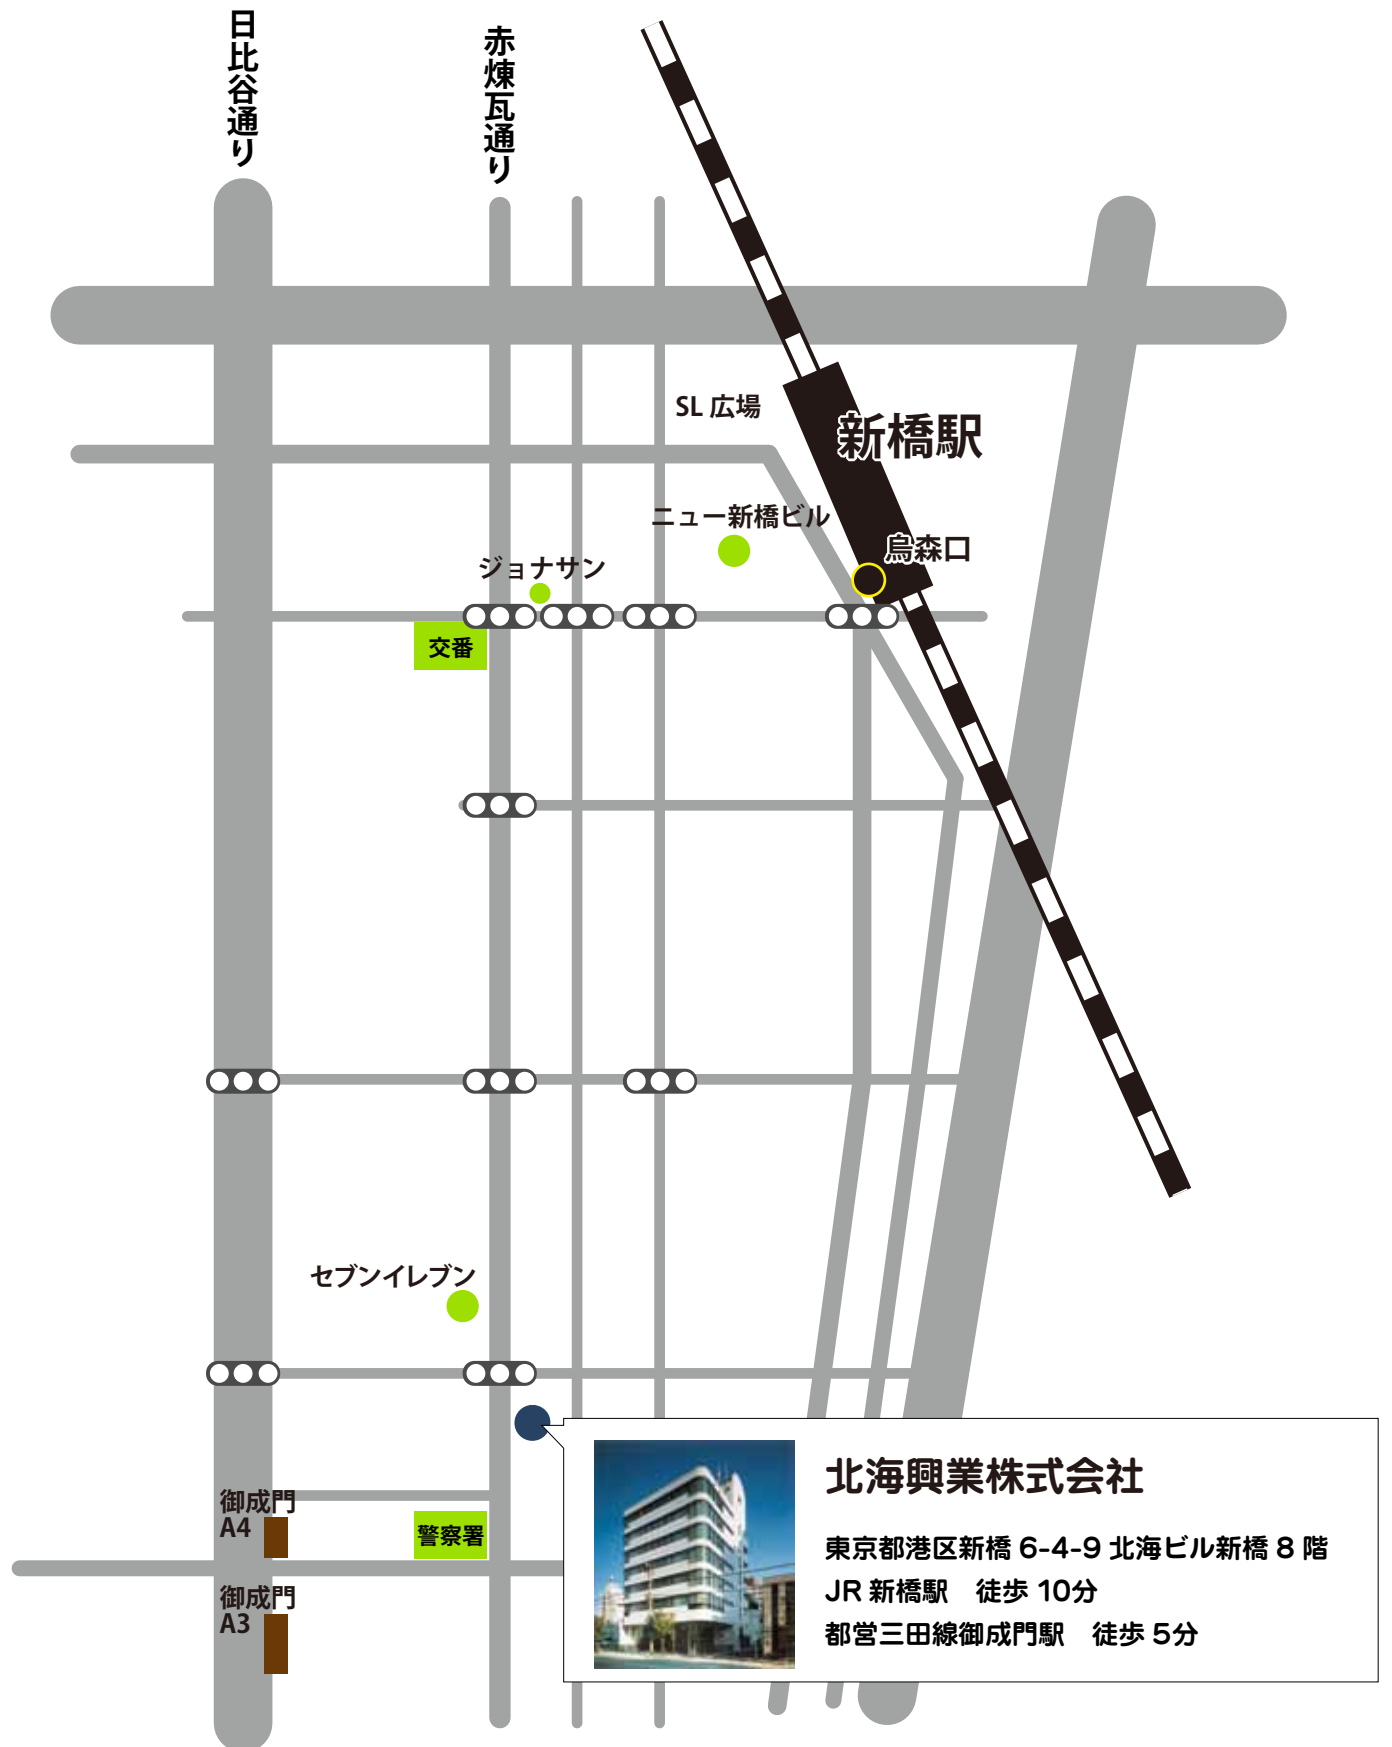 日比谷通り
赤煉瓦通り
SL 広場
新橋駅
ニュー新橋ビル
烏森口
ジョナサン
交番
セブンイレブン
御成門
A4
警察署
御成門
A3
北海興業株式会社
東京都港区新橋 6-4-9 北海ビル新橋 8 階
JR 新橋駅　徒歩 10分
都営三田線御成門駅　徒歩 5分